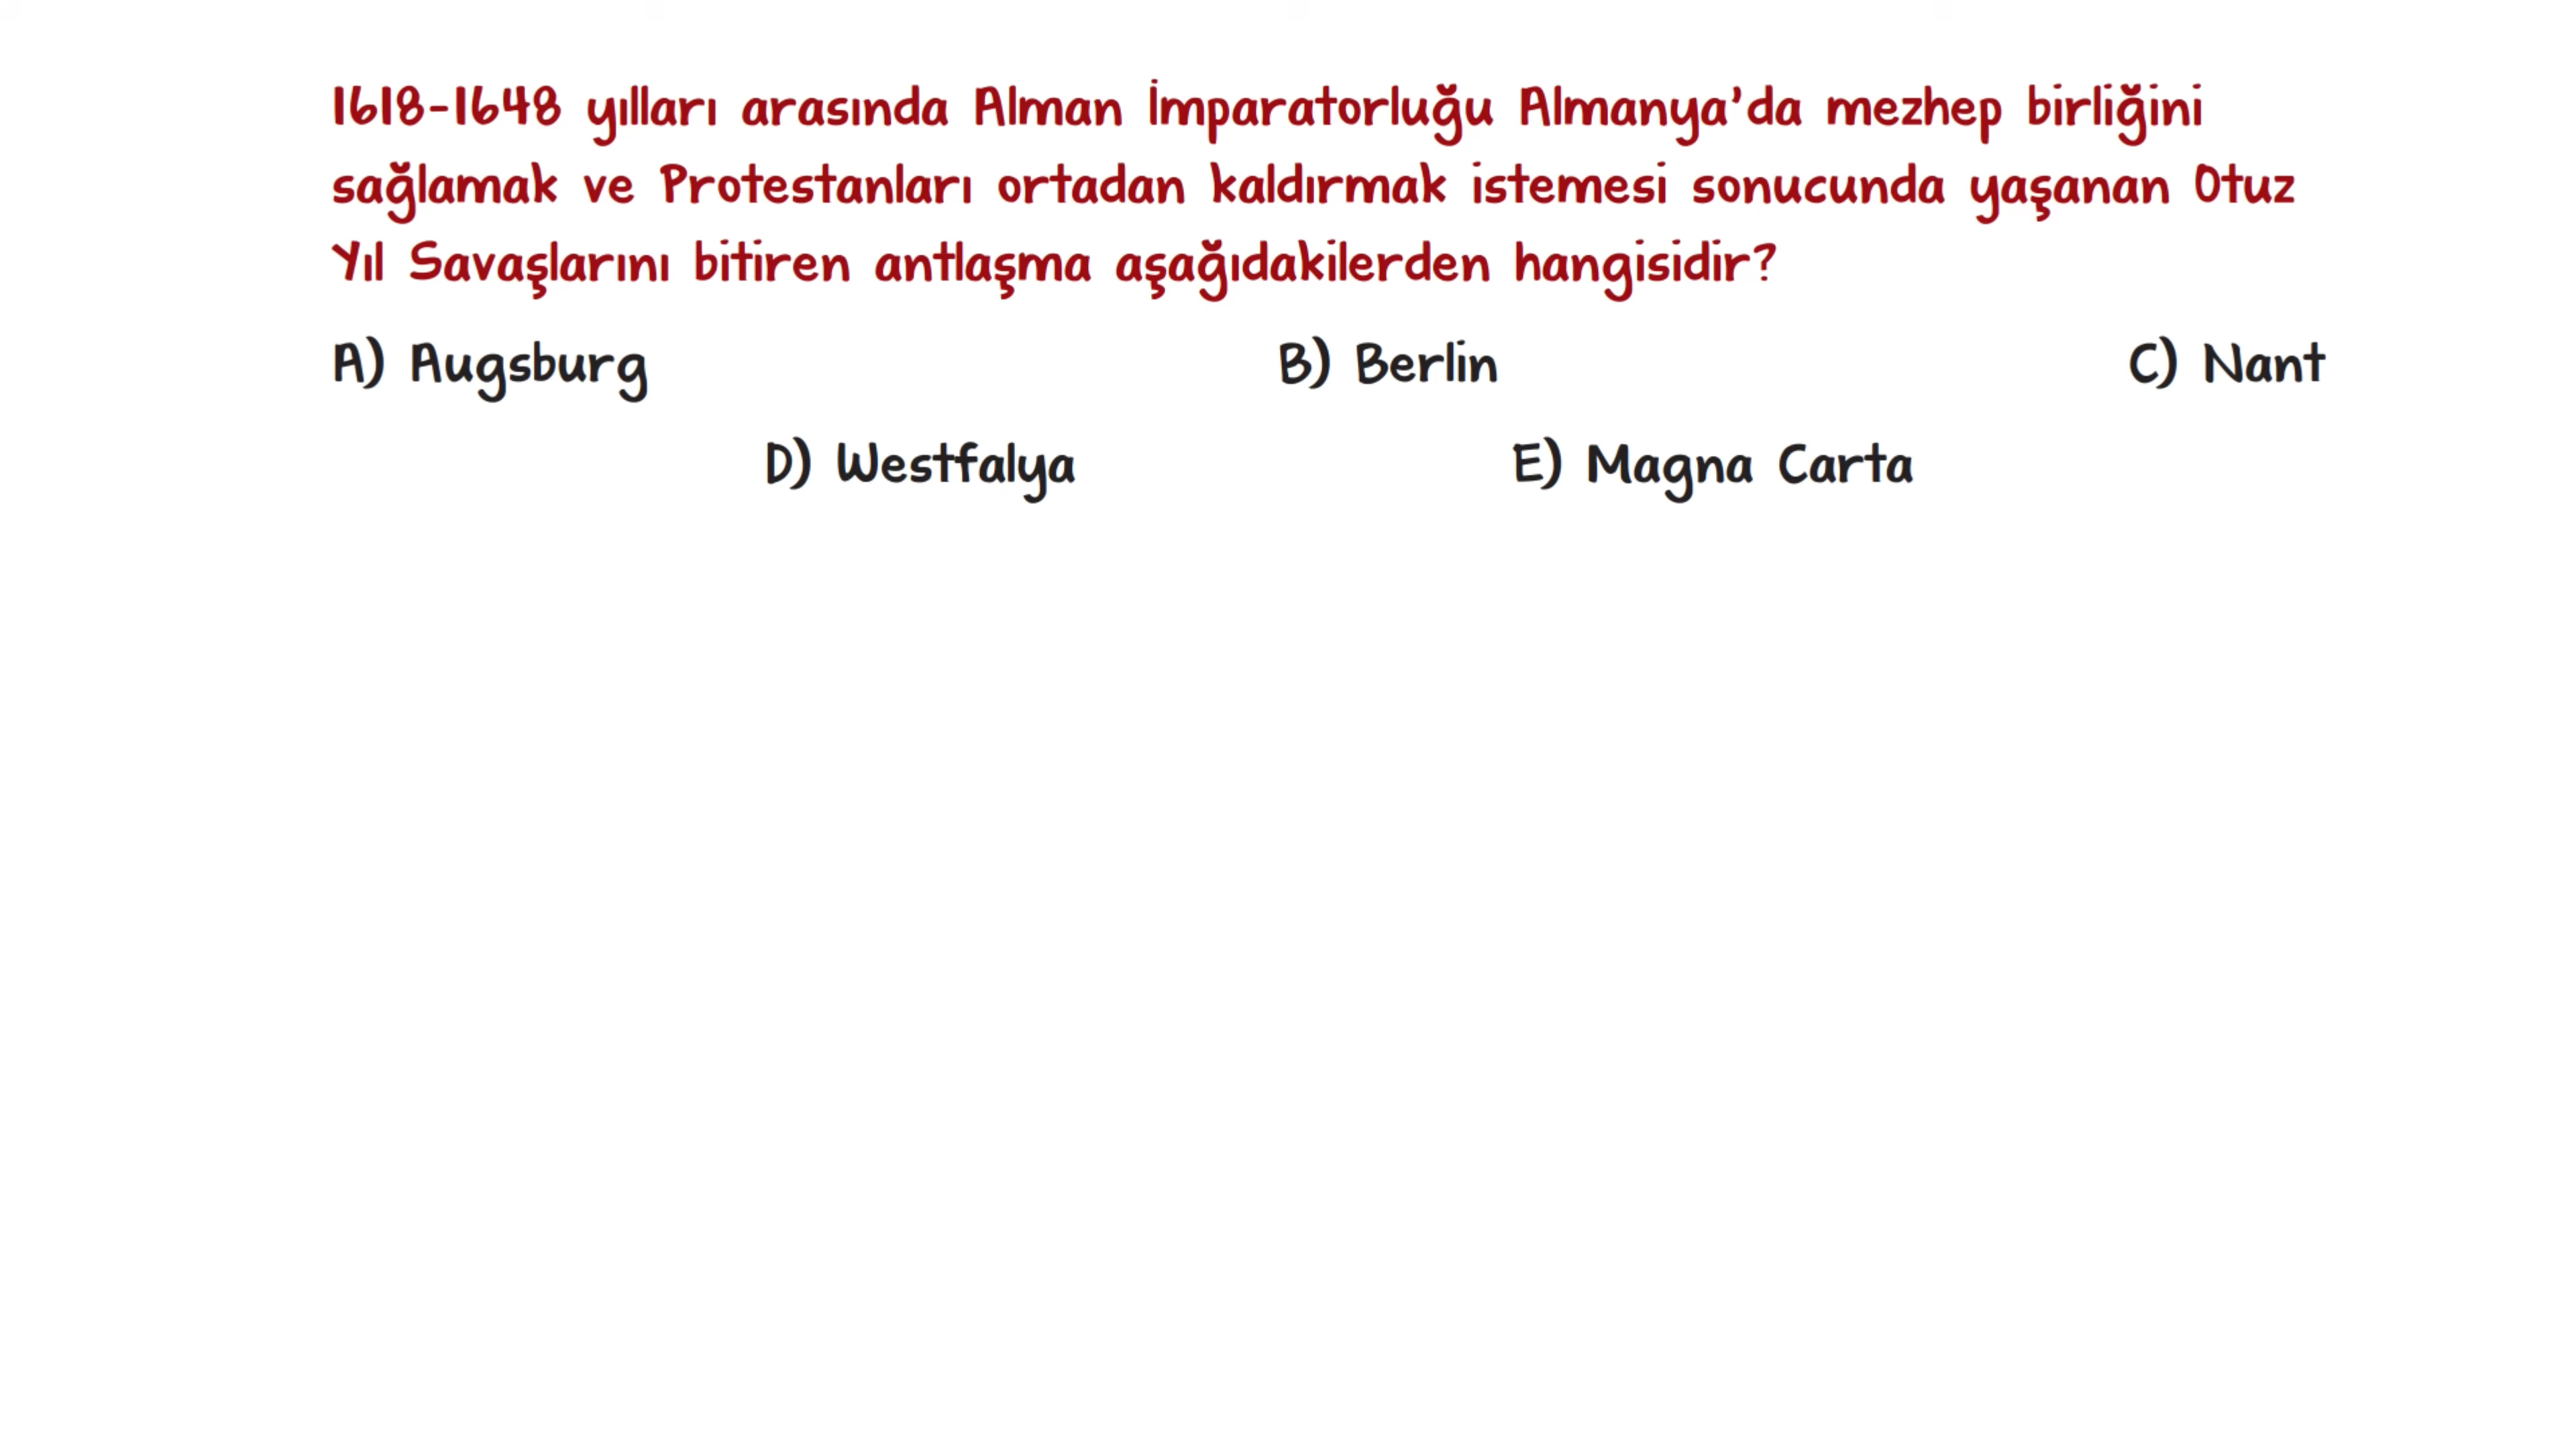 1618-1648 yılları arasında Alman İmparatorluğu Almanya'da mezhep birliğini
sağlamak ve Protestanları ortadan kaldırmak istemesi sonucunda yaşanan Otuz
Yıl Savaşlarını bitiren antlaşma aşağıdakilerden hangisidir?
A) Augsburg B) Berlin C) Nant
D) Westfalya E) Magna Carta